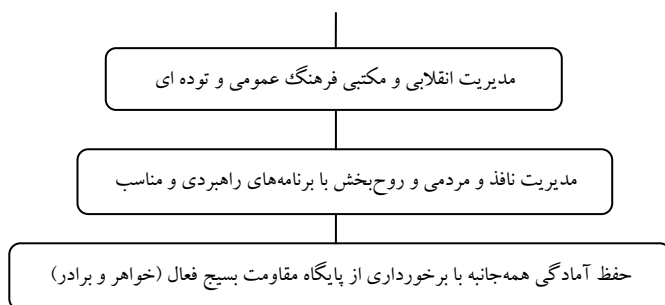 مدیریت انقلابی و مکتبی فرهنگ عمومی و توده ای
مدیریت نافذ و مردمی و روح‌بخش با برنامه‌های راهبردی و مناسب
حفظ آمادگی همه‌جانبه با برخورداری از پایگاه مقاومت بسیج فعال (خواهر و برادر)